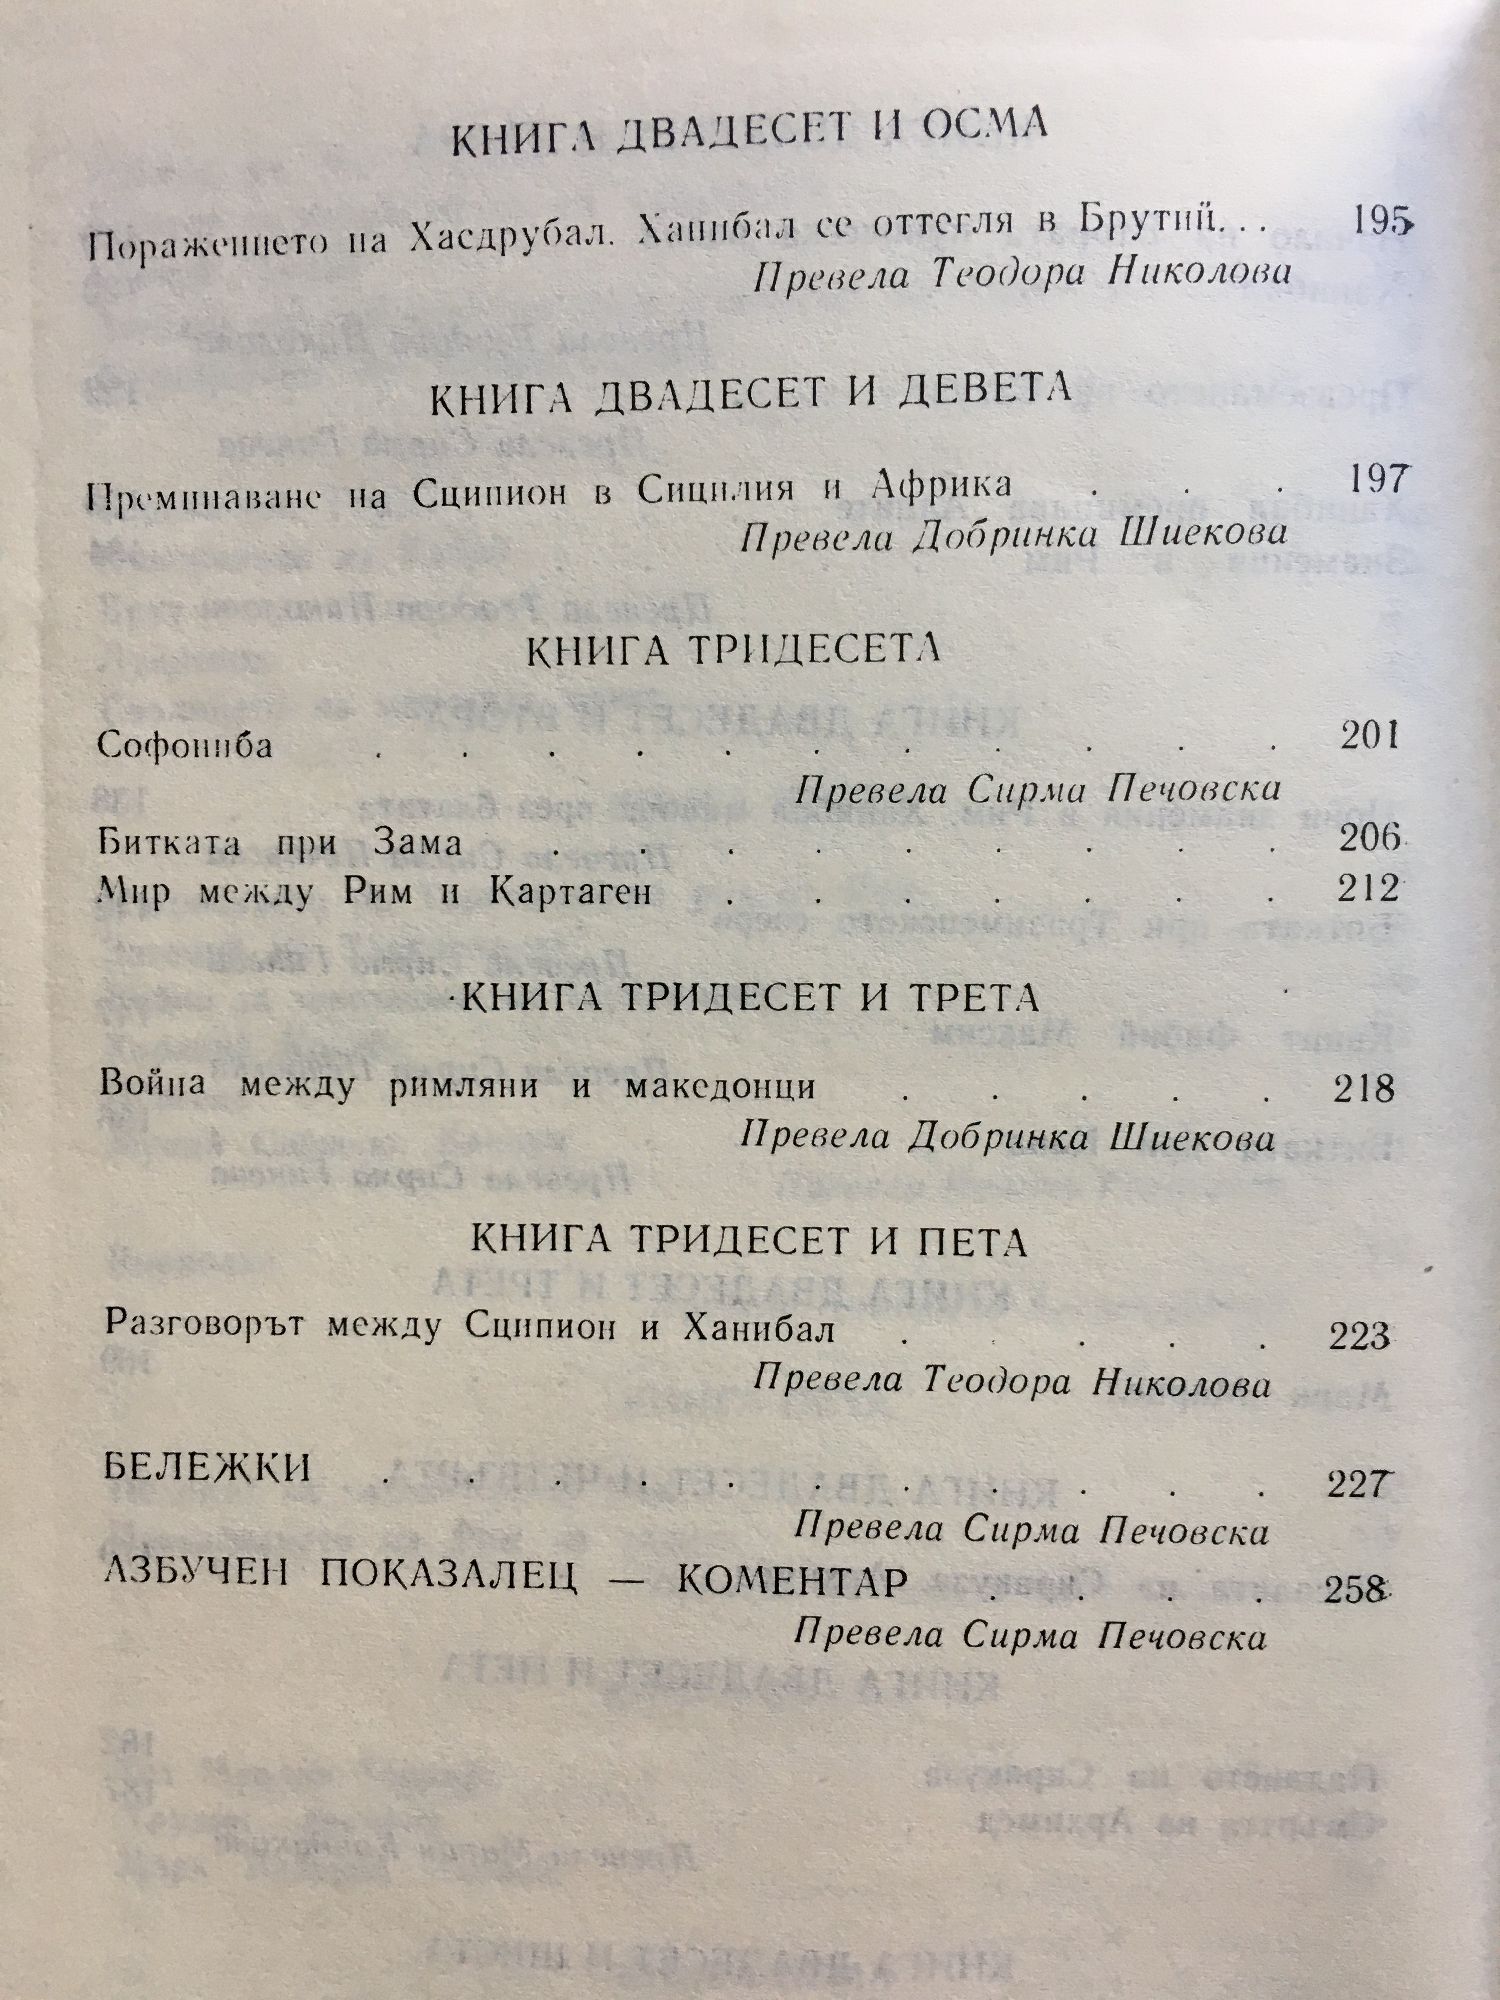 КНИГА ДВАДЕСЕТ И ОСМА
Поражението на Хасдрубал. Ханибал се оттегля в Брутий. . . 195
Превела Теодора Николова
КНИГА ДВАДЕСЕТ И ДЕВЕТА
Преминаване на Сципион в Сицилия и Африка . . . 197
Превела Добринка Шиекова
КНИГА ТРИДЕСЕТА
Софониба . . . . . . . . . . . 201
Превела Сирма Печовска
Битката при Зама . . . . . . . . . 206
Мир между Рим и Картаген . . . . . . . 212
КНИГА ТРИДЕСЕТ И ТРЕТА
Война между римляни и македонци . . . . . 218
Превела Добринка Шиекова
КНИГА ТРИДЕСЕТ И ПЕТА
Разговорът между Сципион и Ханибал . . . . . 223
Превела Теодора Николова
БЕЛЕЖКИ . . . . . . . . . . . 227
Превела Сирма Печовска
АЗБУЧЕН ПОКАЗАЛЕЦ — КОМЕНТАР . . . . 258
Превела Сирма Печовска